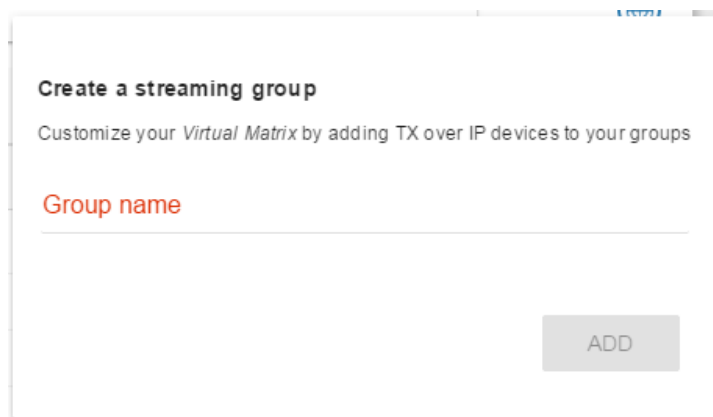 Create a streaming group
Customize your Virtual Matrix by adding TX over IP devices to your groups
Group name
ADD